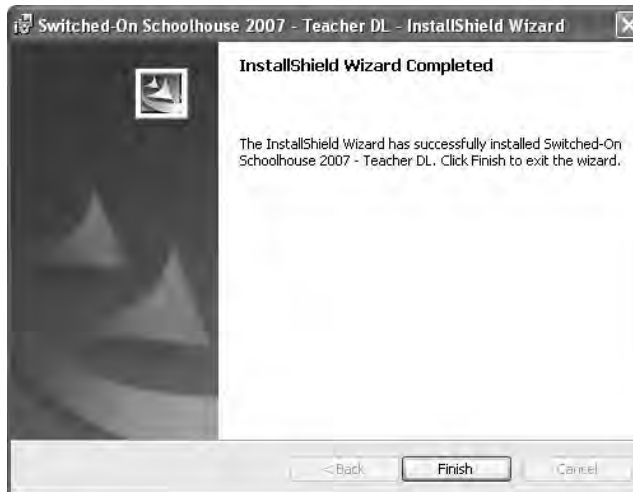 Switched-On Schoolhouse 2007 - Teacher DL - InstallShield Wizard
InstallShield Wizard Completed
The InstallShield Wizard has successfully installed Switched-On
Schoolhouse 2007 - Teacher DL. Click Finish to exit the wizard.
< Back Finish Cancel